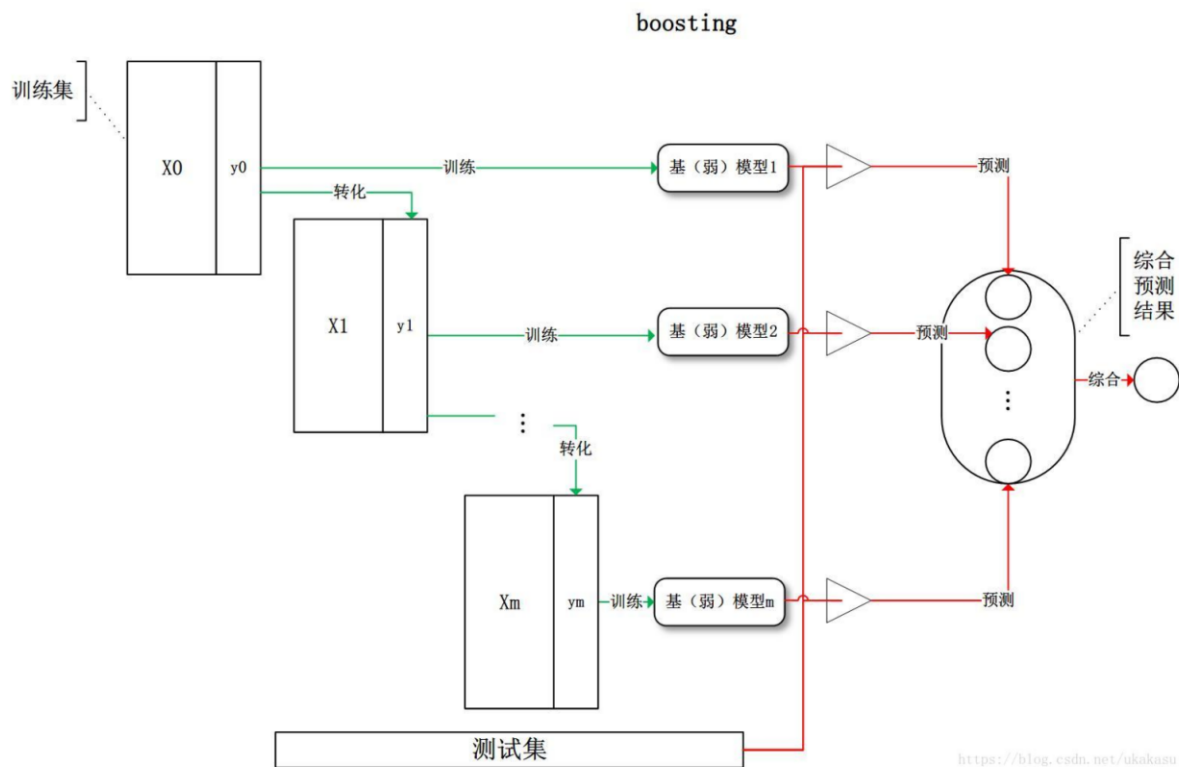 boosting
训练集
X0
y0
训练
基（弱）模型1
预测
转化
X1
y1
训练
基（弱）模型2
预测
综合
预测
结果
综合
⋮
⋮
转化
Xm
ym
训练
基（弱）模型m
预测
测试集
https://blog.csdn.net/ukakasu